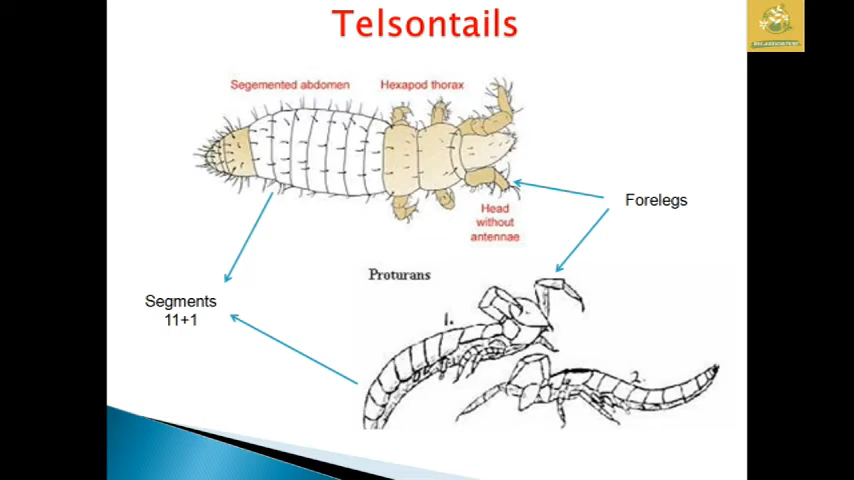 Telsontails
Segemented abdomen
Hexapod thorax
Forelegs
Head
without
antennae
Proturans
Segments
11+1
1.
2.